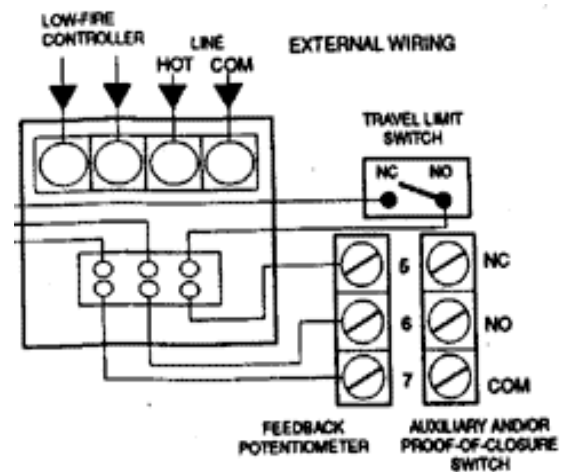 LOW-FIRE
CONTROLLER
LINE
HOT COM
EXTERNAL WIRING
TRAVEL LIMIT
SWITCH
NC NO
5 NC
6 NO
7 COM
FEEDBACK
POTENTIOMETER
AUXILIARY AND/OR
PROOF-OF-CLOSURE
SWITCH